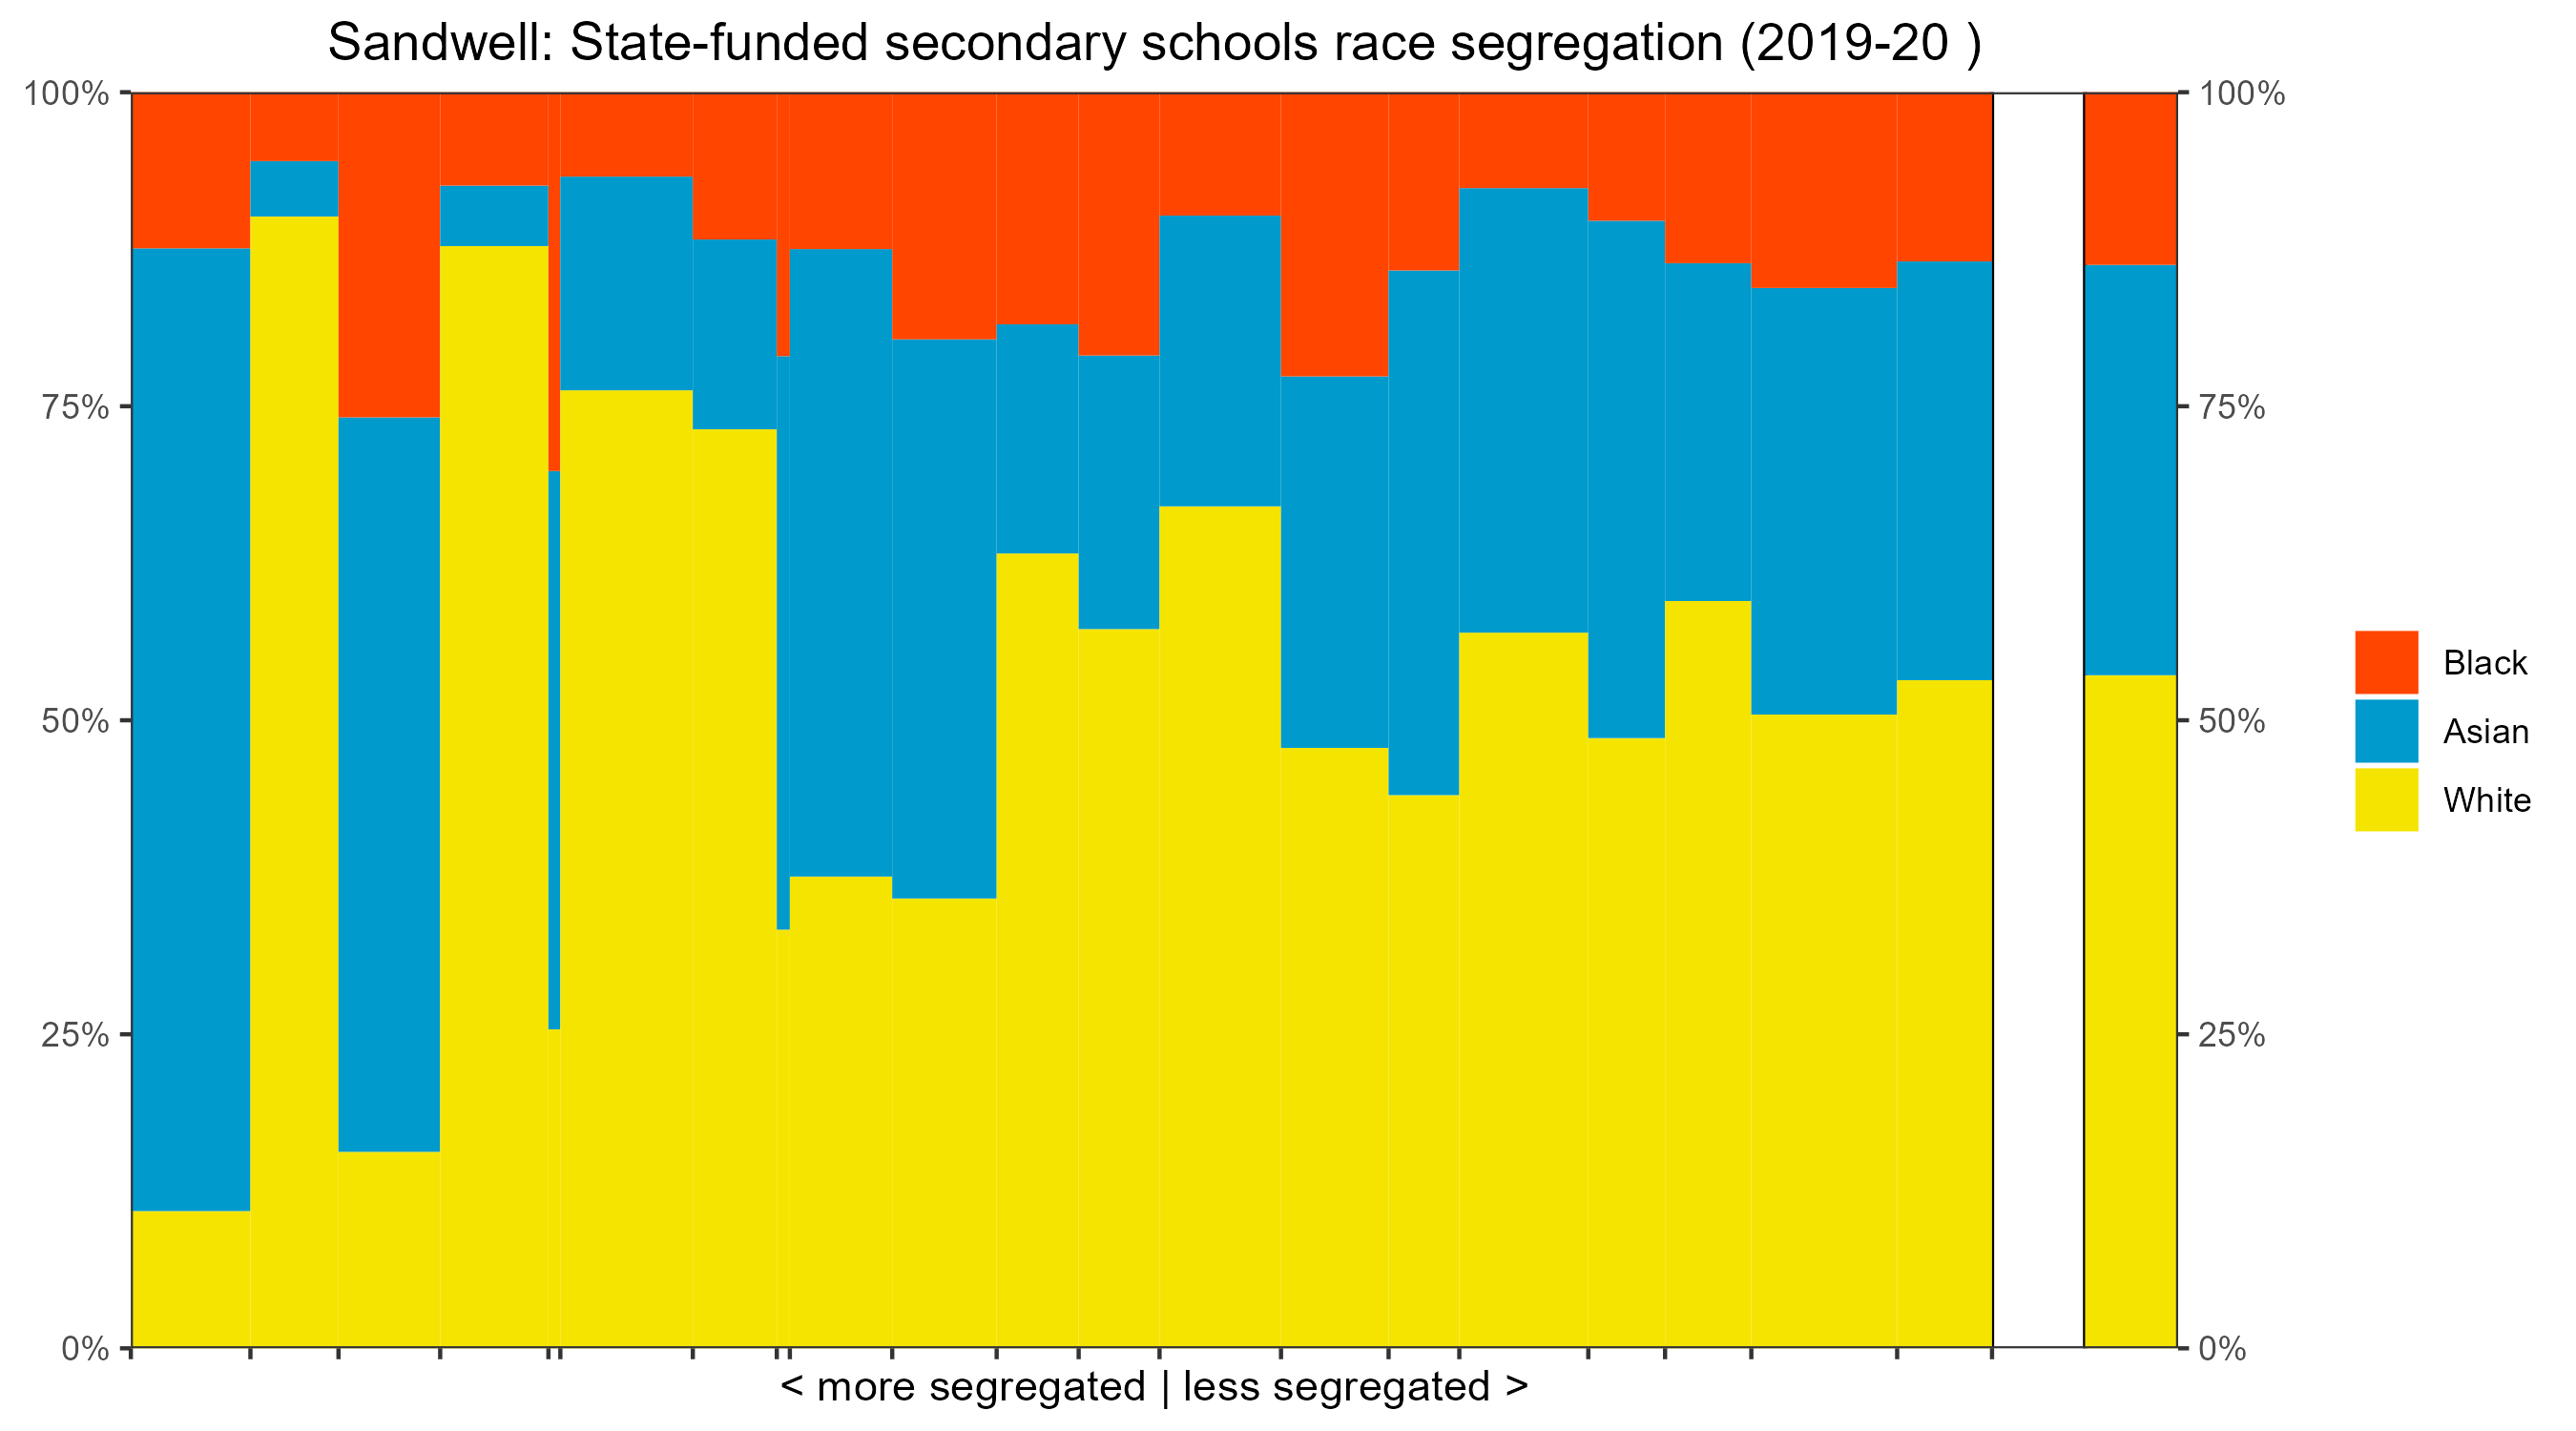 Sandwell: State-funded secondary schools race segregation (2019-20 )
100%
75%
50%
25%
0%
100%
75%
50%
25%
0%
Black
Asian
White
< more segregated | less segregated >